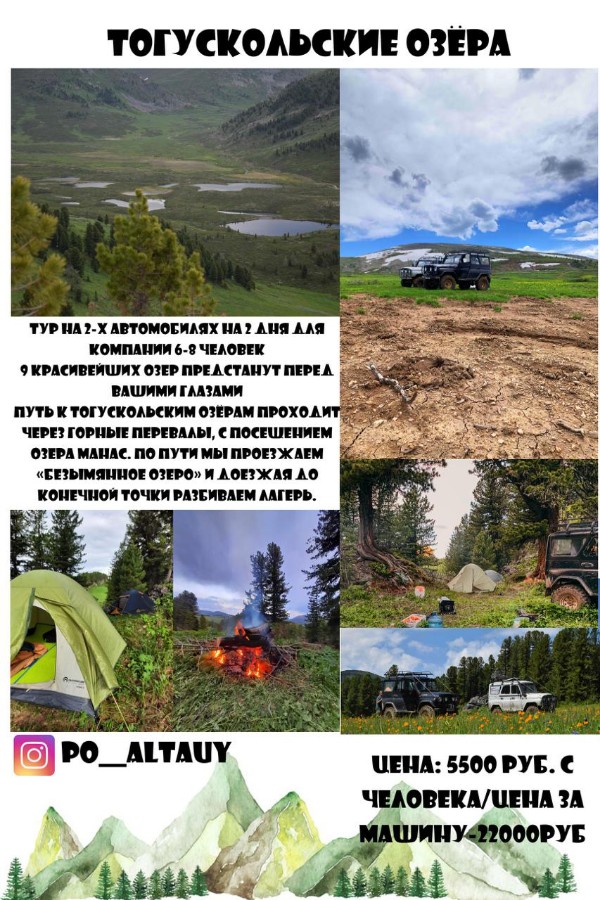 ТОГУСКОЛЬСКИЕ ОЗЁРА
ТУР НА 2-Х АВТОМОБИЛЯХ НА 2 ДНЯ ДЛЯ
КОМПАНИИ 6-8 ЧЕЛОВЕК
9 КРАСИВЕЙШИХ ОЗЕР ПРЕДСТАНУТ ПЕРЕД
ВАШИМИ ГЛАЗАМИ
ПУТЬ К ТОГУСКОЛЬСКИМ ОЗЁРАМ ПРОХОДИТ
ЧЕРЕЗ ГОРНЫЕ ПЕРЕВАЛЫ, С ПОСЕЩЕНИЕМ
ОЗЕРА МАНАС. ПО ПУТИ МЫ ПРОЕЗЖАЕМ
«БЕЗЫМЯННОЕ ОЗЕРО» И ДОЕЗЖАЯ ДО
КОНЕЧНОЙ ТОЧКИ РАЗБИВАЕМ ЛАГЕРЬ.
PO__ALTAUY
ЦЕНА: 5500 РУБ. С
ЧЕЛОВЕКА/ЦЕНА ЗА
МАШИНУ-22000РУБ